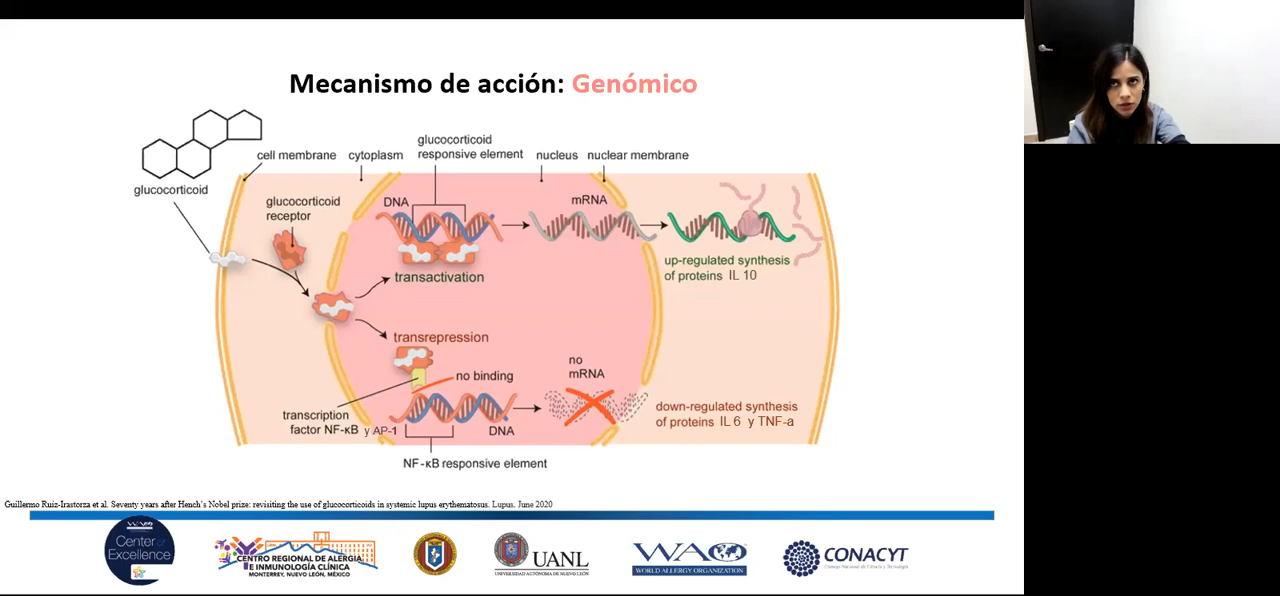 Mecanismo de acción: Genómico
glucocorticoid
responsive element
cell membrane
cytoplasm
nucleus
nuclear membrane
glucocorticoid
glucocorticoid
receptor
DNA
mRNA
transactivation
up-regulated synthesis
of proteins IL 10
transrepression
no binding
no
mRNA
transcription
factor NF-κB y AP-1
DNA
down-regulated synthesis
of proteins IL 6 y TNF-a
NF-κB responsive element
Guillermo Ruiz-Irastorza et al. Seventy years after Hench's Nobel prize: revisiting the use of glucocorticoids in systemic lupus erythematosus. Lupus. June 2020
WAO
Center of
Excellence
CENTRO REGIONAL DE ALERGIA
E INMUNOLOGÍA CLÍNICA
MONTERREY, NUEVO LEÓN, MÉXICO
UANL
UNIVERSIDAD AUTÓNOMA DE NUEVO LEÓN
WAO
WORLD ALLERGY ORGANIZATION
CONACYT
Consejo Nacional de Ciencia y Tecnología